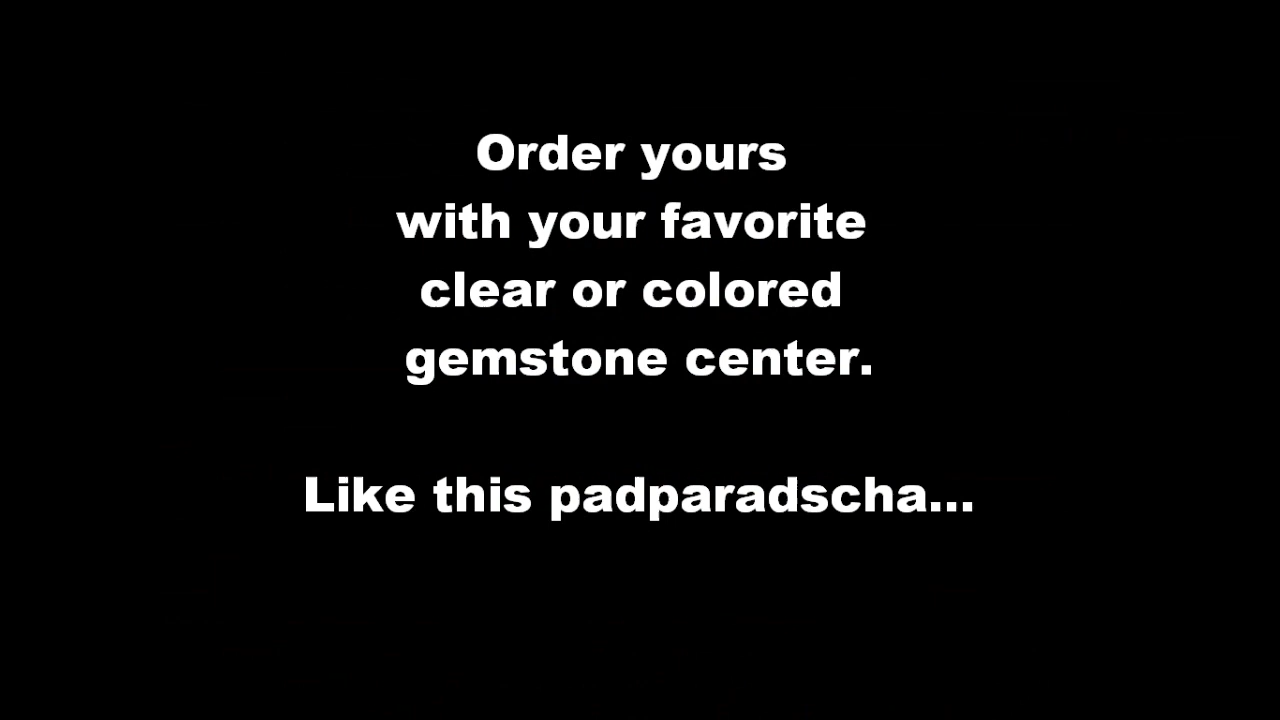 Order yours
with your favorite
clear or colored
gemstone center.
Like this padparadscha...